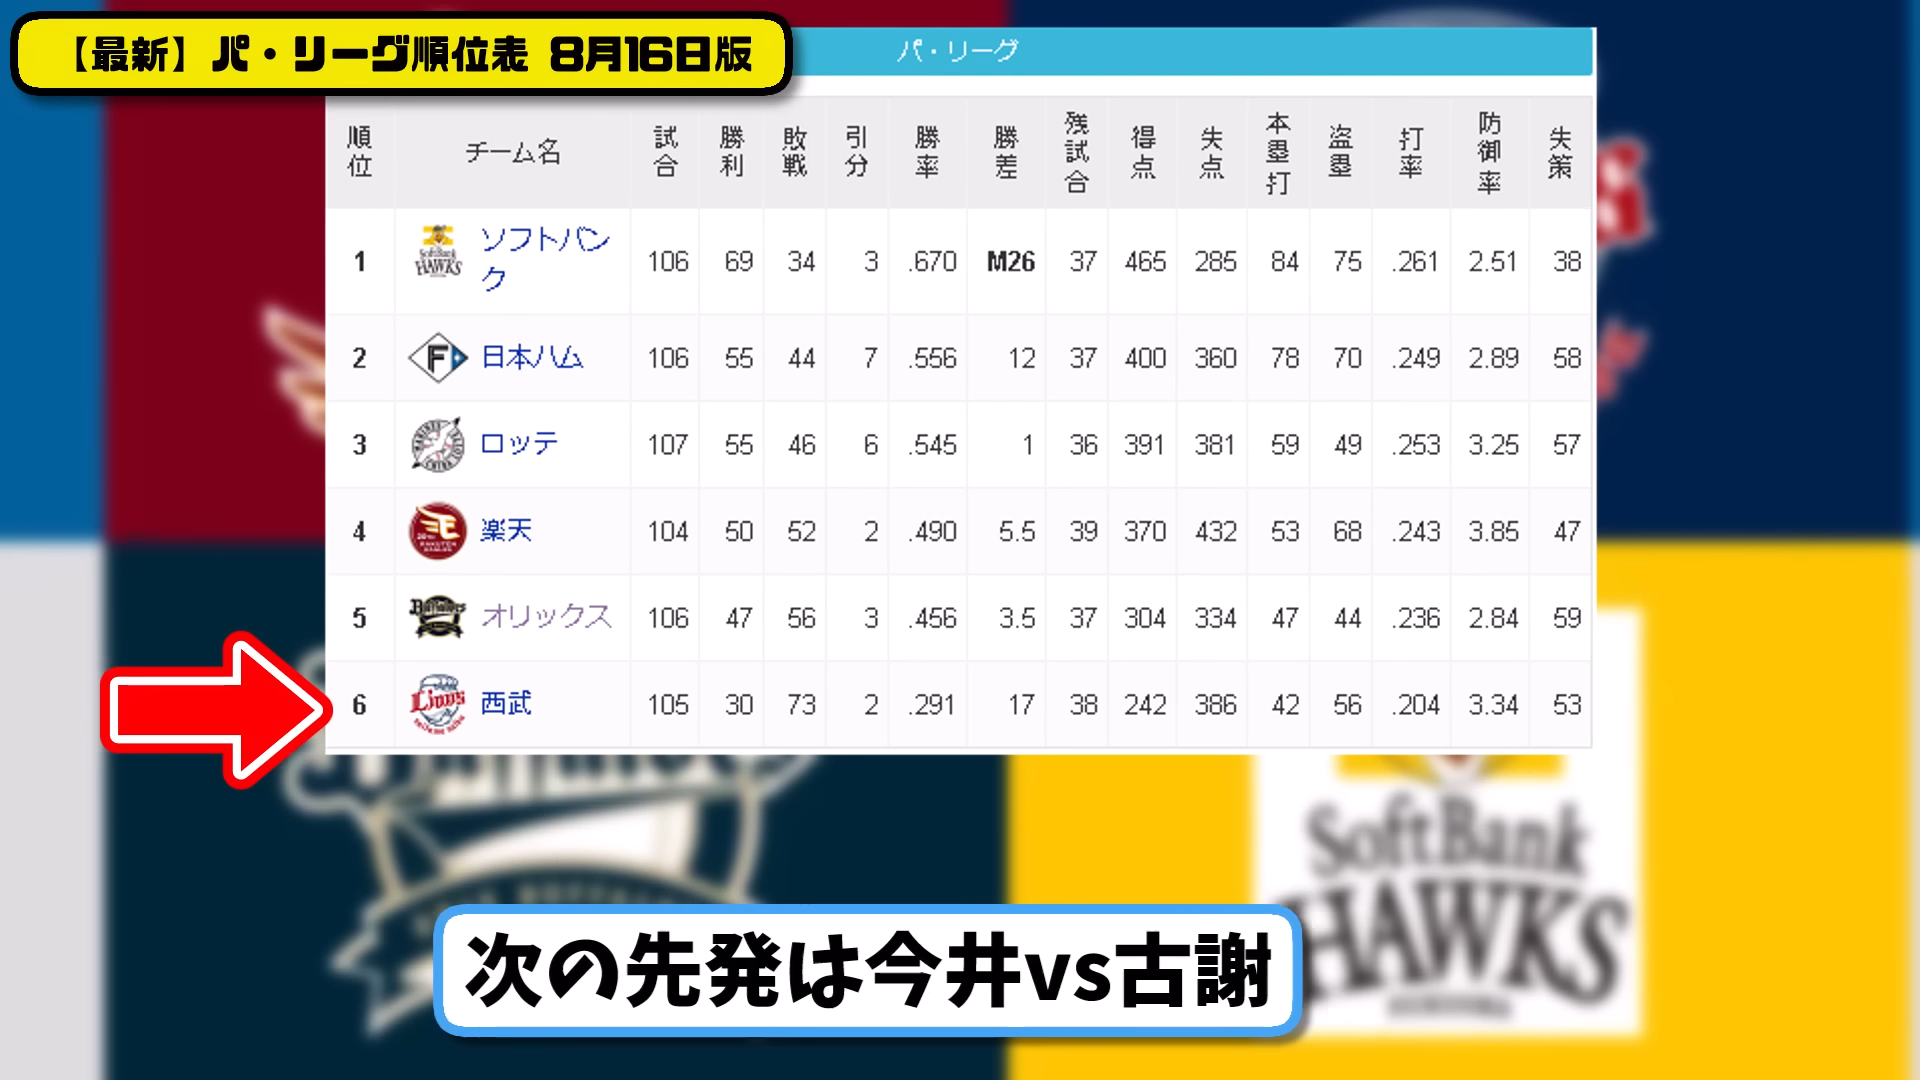 【最新】パ・リーグ順位表 8月16日版
パ・リーグ
順位 チーム名 試合 勝利 敗戦 引分 勝率 勝差 残試合 得点 失点 本塁打 盗塁 打率 防御率 失策
1 SoftBank HAWKS ソフトバンク 106 69 34 3 .670 M26 37 465 285 84 75 .261 2.51 38
2 F 日本ハム 106 55 44 7 .556 12 37 400 360 78 70 .249 2.89 58
3 ロッテ 107 55 46 6 .545 1 36 391 381 59 49 .253 3.25 57
4 E 楽天 104 50 52 2 .490 5.5 39 370 432 53 68 .243 3.85 47
5 Buffaloes オリックス 106 47 56 3 .456 3.5 37 304 334 47 44 .236 2.84 59
6 Lions 西武 105 30 73 2 .291 17 38 242 386 42 56 .204 3.34 53
SoftBank
HAWKS
次の先発は今井vs古謝